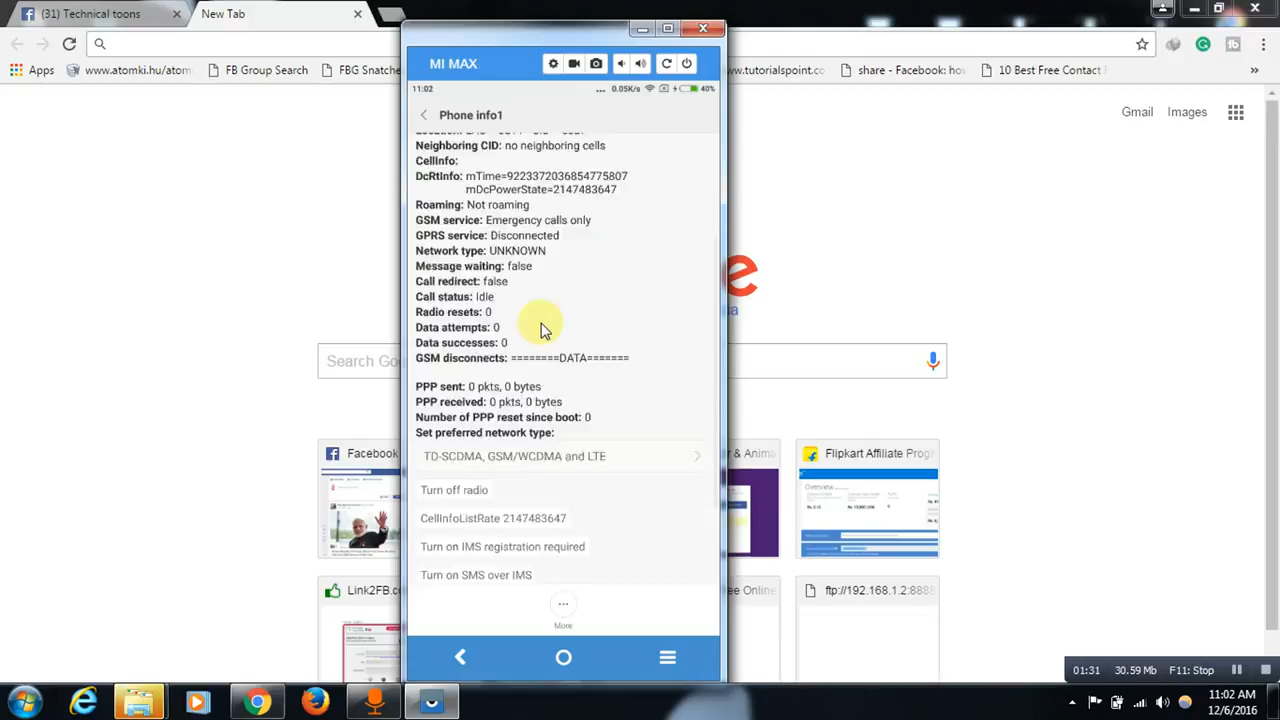 (31) Technical toons
New Tab
Apps
www.atomki.hu/atom
FB Group Search
FBG Snatche
www.tutorialspoint.
share - Facebook: how
10 Best Free Contact
»
Gmail
Images
MI MAX
11:02
... 0.05K/s
40%
Phone info1
Neighboring CID: no neighboring cells
CellInfo:
DcRtInfo: mTime=9223372036854775807
mDcPowerState=2147483647
Roaming: Not roaming
GSM service: Emergency calls only
GPRS service: Disconnected
Network type: UNKNOWN
Message waiting: false
Call redirect: false
Call status: Idle
Radio resets: 0
Data attempts: 0
Data successes: 0
GSM disconnects: ========DATA=======
PPP sent: 0 pkts, 0 bytes
PPP received: 0 pkts, 0 bytes
Number of PPP reset since boot: 0
Set preferred network type:
TD-SCDMA, GSM/WCDMA and LTE
Turn off radio
CellInfoListRate 2147483647
Turn on IMS registration required
Turn on SMS over IMS
...
More
e
ia
Search Go
Facebook
r & Anima
Flipkart Affiliate Prog
Overview
Link2FB.c
ree Online
ftp://192.168.1.2:8888
01:31
30.59 Mb
F11: Stop
11:02 AM
12/6/2016